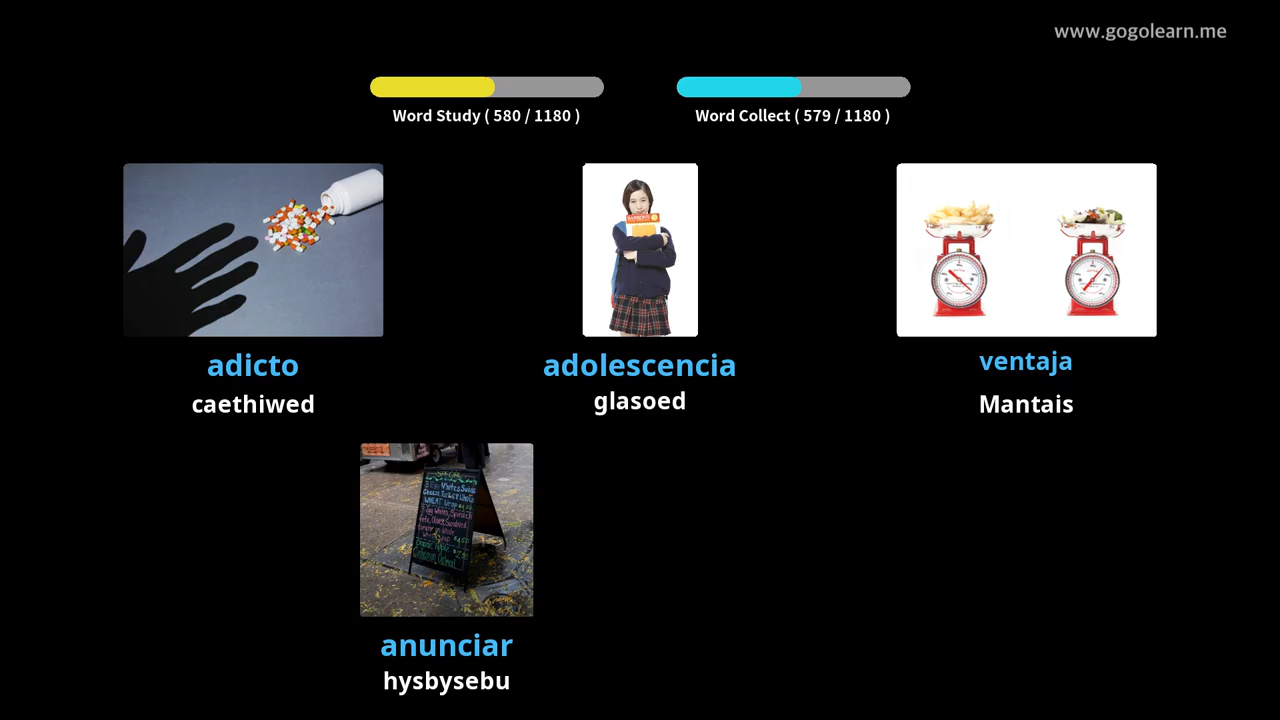 www.gogolearn.me
Word Study ( 580 / 1180 )
Word Collect ( 579 / 1180 )
adicto
caethiwed
adolescencia
glasoed
ventaja
Mantais
anunciar
hysbysebu